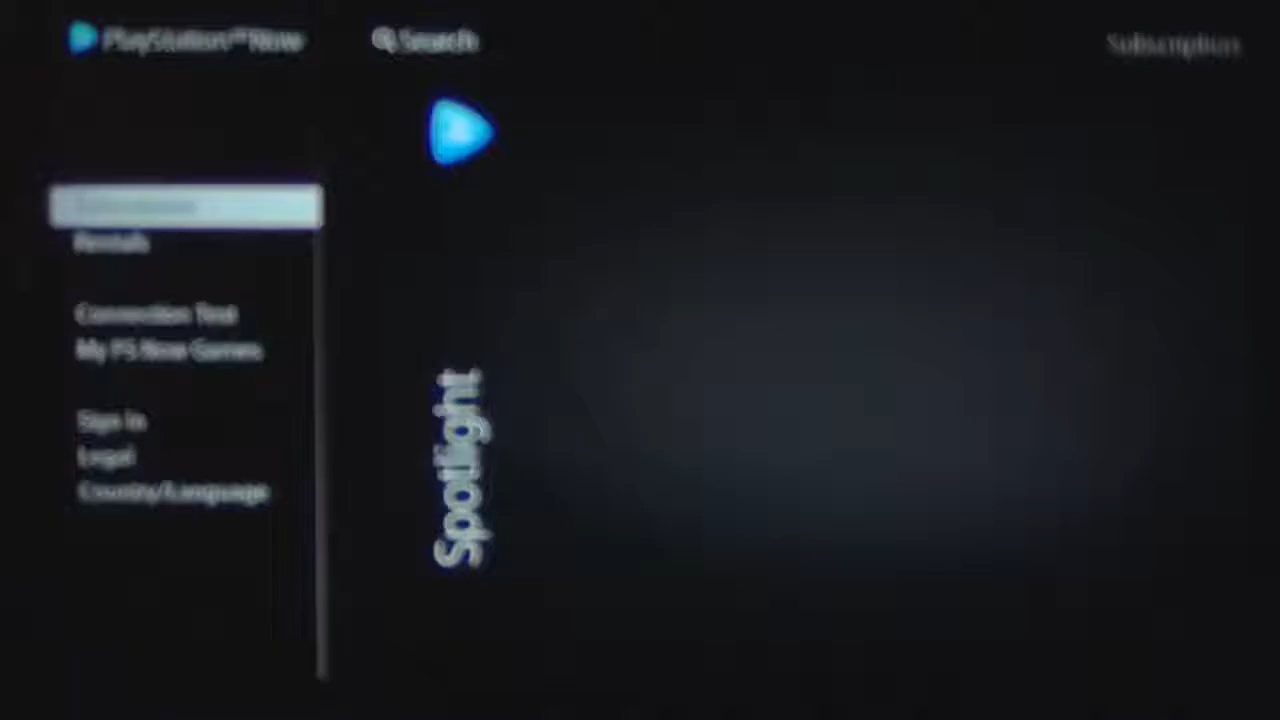 PlayStation™Now
Search
Subscription
Rentals
Connection Test
My PS Now Games
Sign In
Legal
Country/Language
Spotlight